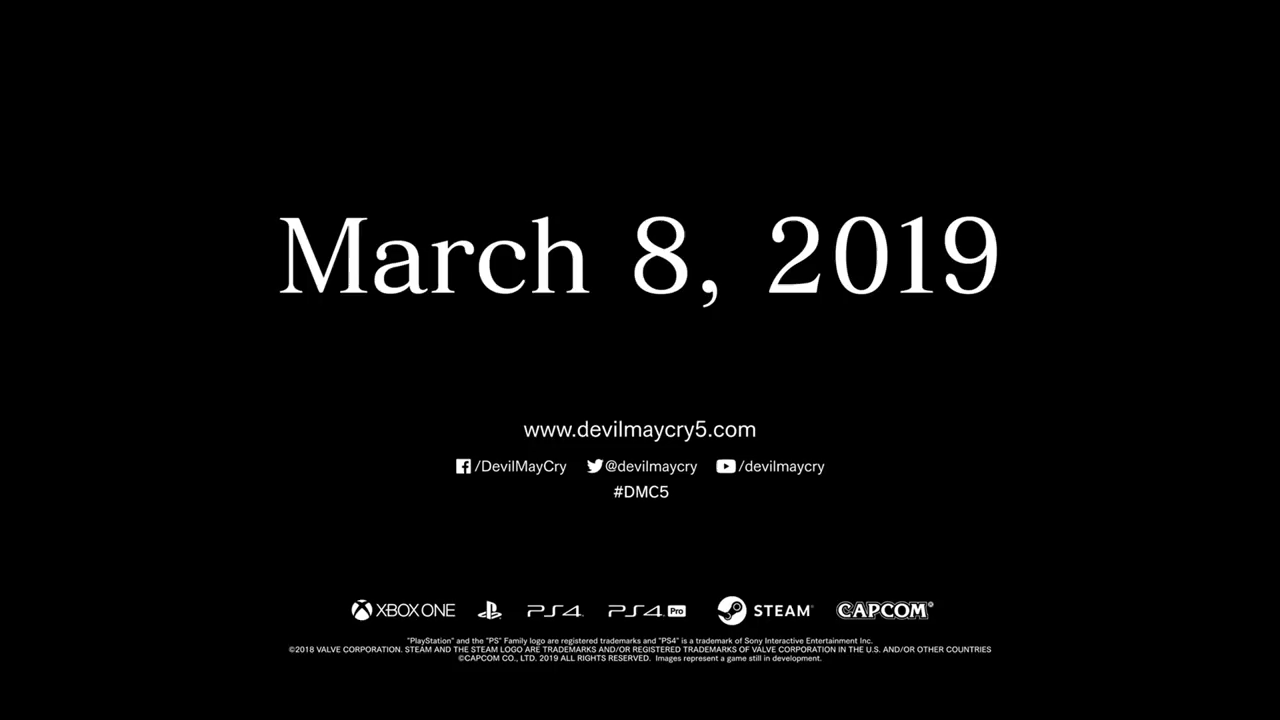 March 8, 2019
www.devilmaycry5.com
/DevilMayCry @devilmaycry /devilmaycry
#DMC5
XBOX ONE PS4 PS4 Pro STEAM® CAPCOM®
"PlayStation" and the "PS" Family logo are registered trademarks and "PS4" is a trademark of Sony Interactive Entertainment Inc.
©2018 VALVE CORPORATION. STEAM AND THE STEAM LOGO ARE TRADEMARKS AND/OR REGISTERED TRADEMARKS OF VALVE CORPORATION IN THE U.S. AND/OR OTHER COUNTRIES
©CAPCOM CO., LTD. 2019 ALL RIGHTS RESERVED. Images represent a game still in development.